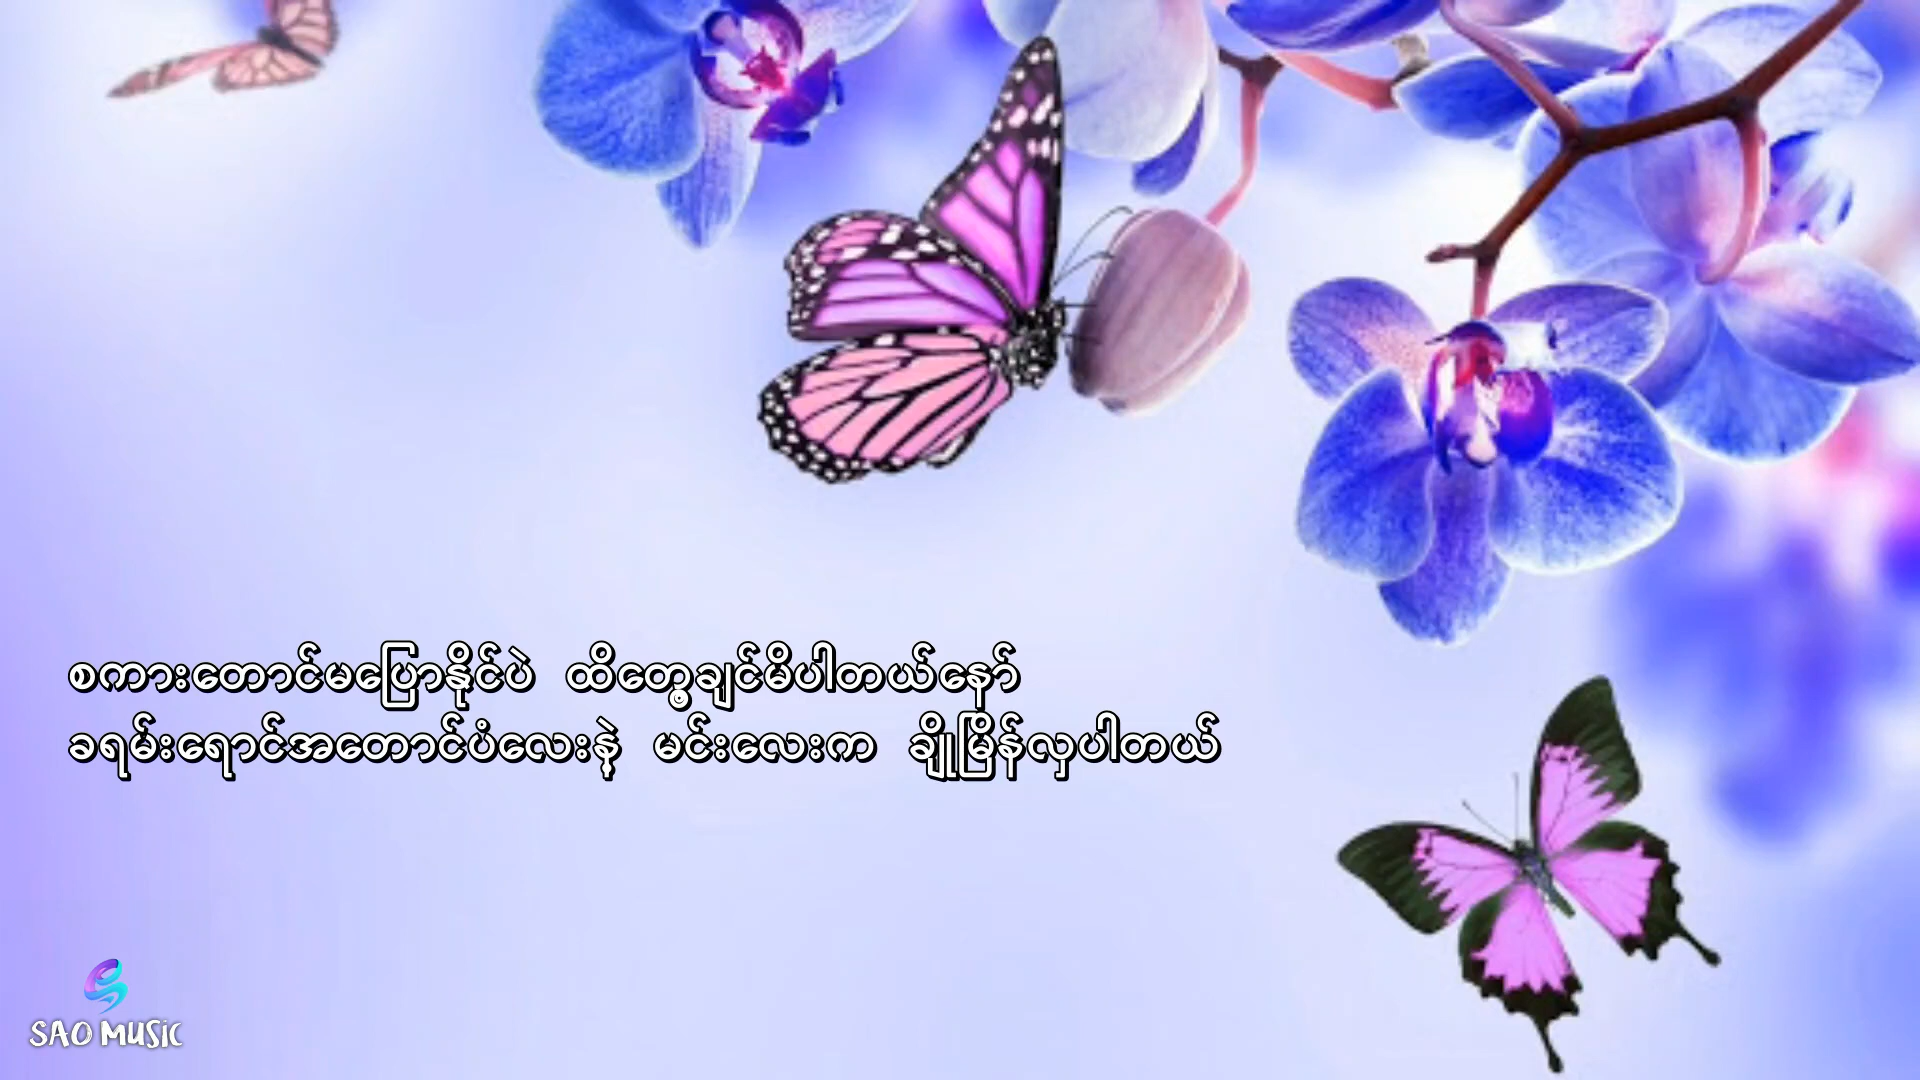 စကားတောင်မပြောနိုင်ပဲ ထိတွေ့ချင်မိပါတယ်နော်
ခရမ်းရောင်အတောင်ပံလေးနဲ့ မင်းလေးက ချိုမြိန်လှပါတယ်
SAO MUSIC